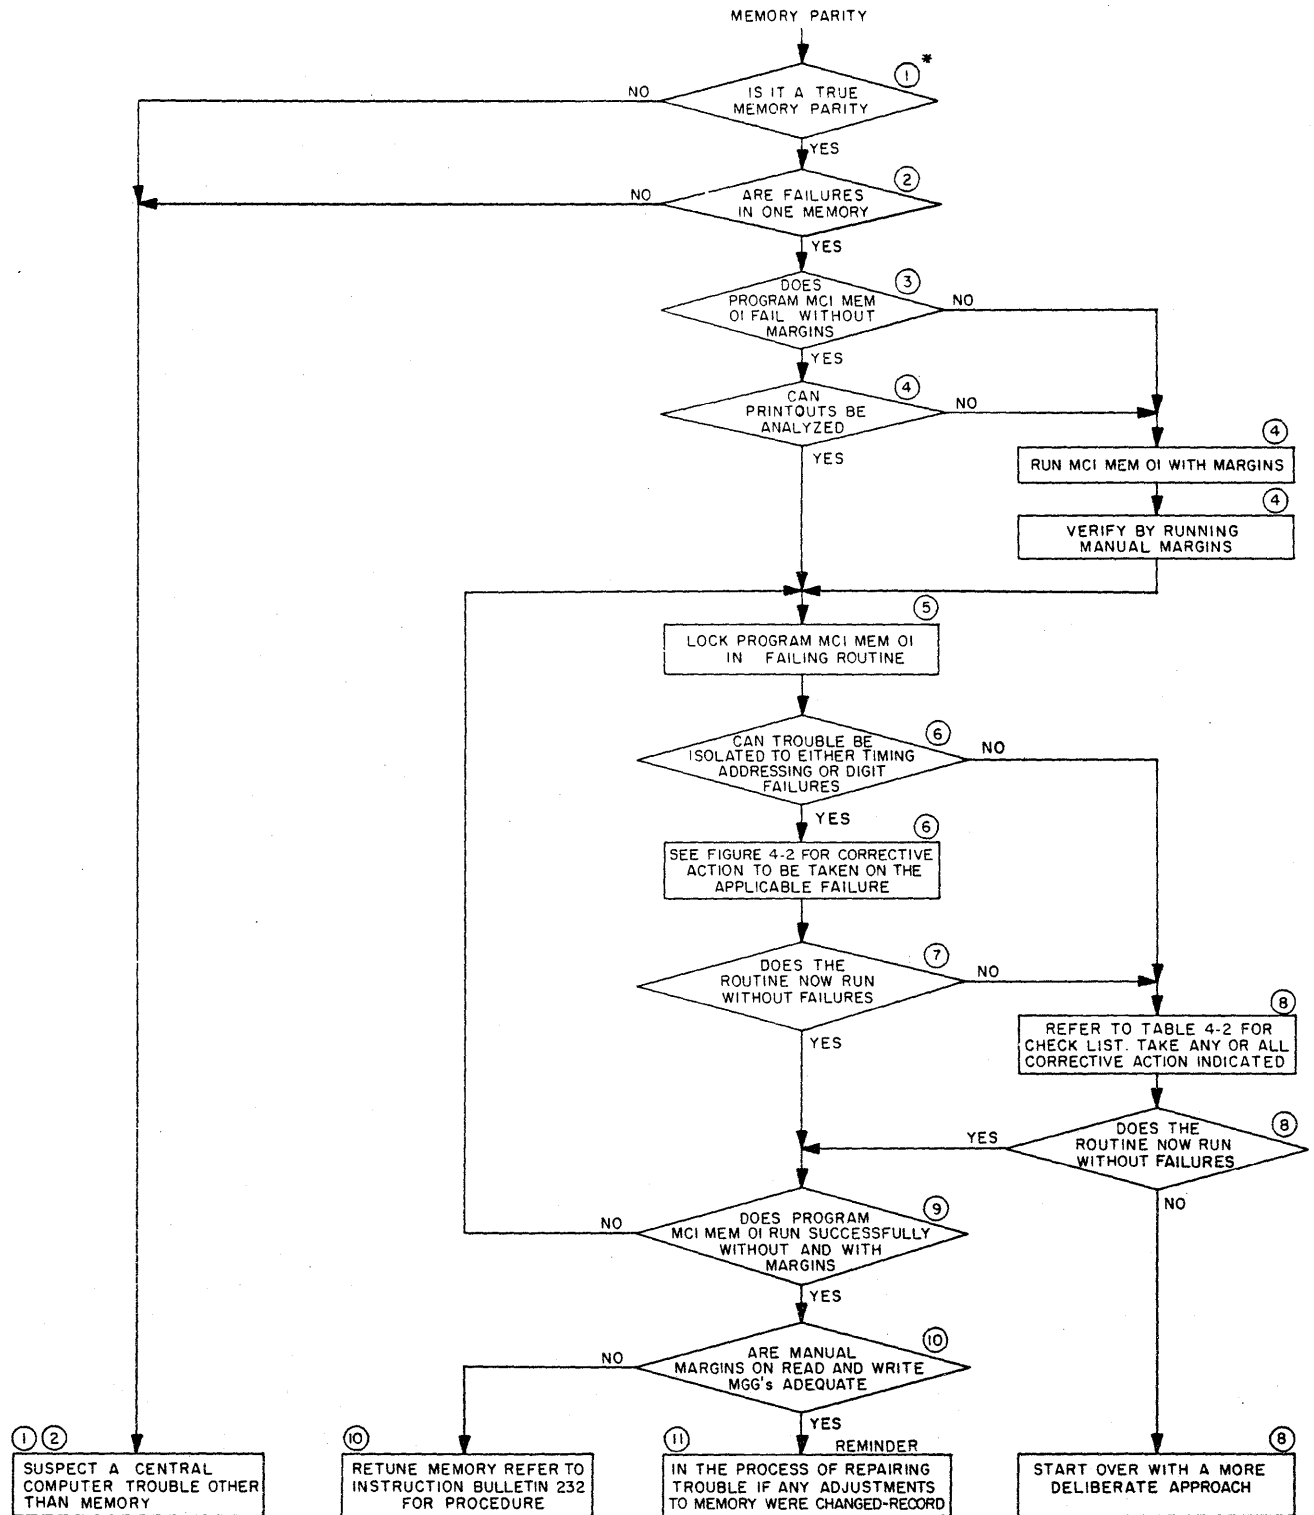 MEMORY PARITY
1 *
IS IT A TRUE
MEMORY PARITY
NO
YES
2
ARE FAILURES
IN ONE MEMORY
NO
YES
3
DOES
PROGRAM MCI MEM
01 FAIL WITHOUT
MARGINS
NO
YES
4
CAN
PRINTOUTS BE
ANALYZED
NO
YES
4
RUN MCI MEM 01 WITH MARGINS
4
VERIFY BY RUNNING
MANUAL MARGINS
5
LOCK PROGRAM MCI MEM 01
IN FAILING ROUTINE
6
CAN TROUBLE BE
ISOLATED TO EITHER TIMING
ADDRESSING OR DIGIT
FAILURES
NO
YES
6
SEE FIGURE 4-2 FOR CORRECTIVE
ACTION TO BE TAKEN ON THE
APPLICABLE FAILURE
7
DOES THE
ROUTINE NOW RUN
WITHOUT FAILURES
NO
YES
8
REFER TO TABLE 4-2 FOR
CHECK LIST. TAKE ANY OR ALL
CORRECTIVE ACTION INDICATED
8
DOES THE
ROUTINE NOW RUN
WITHOUT FAILURES
YES
NO
9
DOES PROGRAM
MCI MEM 01 RUN SUCCESSFULLY
WITHOUT AND WITH
MARGINS
NO
YES
10
ARE MANUAL
MARGINS ON READ AND WRITE
MGG's ADEQUATE
NO
YES
1 2
SUSPECT A CENTRAL
COMPUTER TROUBLE OTHER
THAN MEMORY
10
RETUNE MEMORY REFER TO
INSTRUCTION BULLETIN 232
FOR PROCEDURE
11
REMINDER
IN THE PROCESS OF REPAIRING
TROUBLE IF ANY ADJUSTMENTS
TO MEMORY WERE CHANGED-RECORD
8
START OVER WITH A MORE
DELIBERATE APPROACH